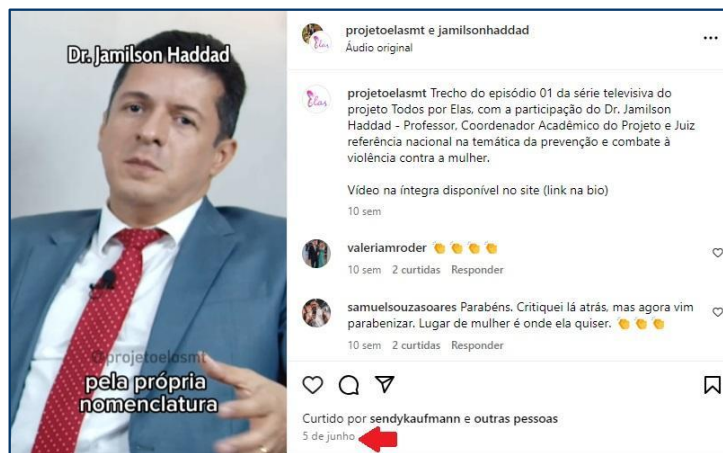 Dr. Jamilson Haddad
@projetoelasmt
pela própria
nomenclatura
projetoelasmt e jamilsonhaddad
Áudio original
Elas
projetoelasmt Trecho do episódio 01 da série televisiva do
projeto Todos por Elas, com a participação do Dr. Jamilson
Haddad - Professor, Coordenador Acadêmico do Projeto e Juiz
referência nacional na temática da prevenção e combate à
violência contra a mulher.
Vídeo na íntegra disponível no site (link na bio)
10 sem
valeriamroder 👏 👏 👏 👏
10 sem 2 curtidas Responder
samuelsouzasoares Parabéns. Critiquei lá atrás, mas agora vim
parabenizar. Lugar de mulher é onde ela quiser. 👏 👏 👏
10 sem 2 curtidas Responder
Curtido por sendykaufmann e outras pessoas
5 de junho